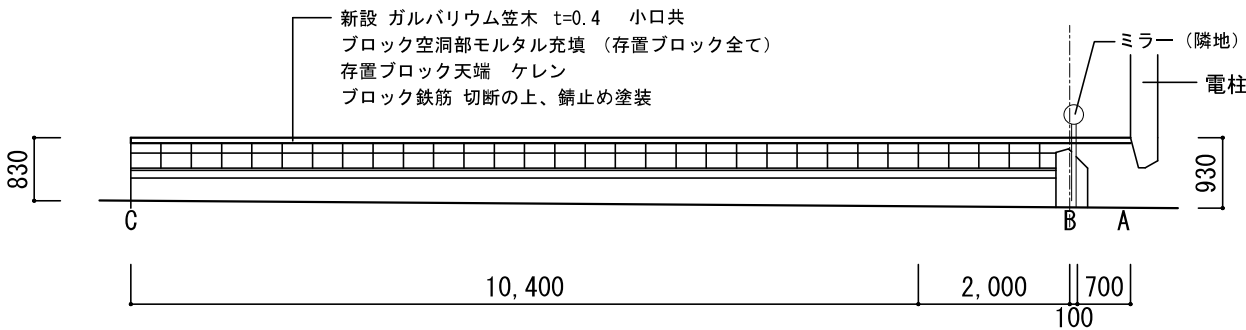 新設 ガルバリウム笠木 t=0.4 小口共
ブロック空洞部モルタル充填 （存置ブロック全て）
存置ブロック天端 ケレン
ブロック鉄筋 切断の上、錆止め塗装
ミラー（隣地）
電柱
830
930
C
B
A
10,400
2,000
700
100